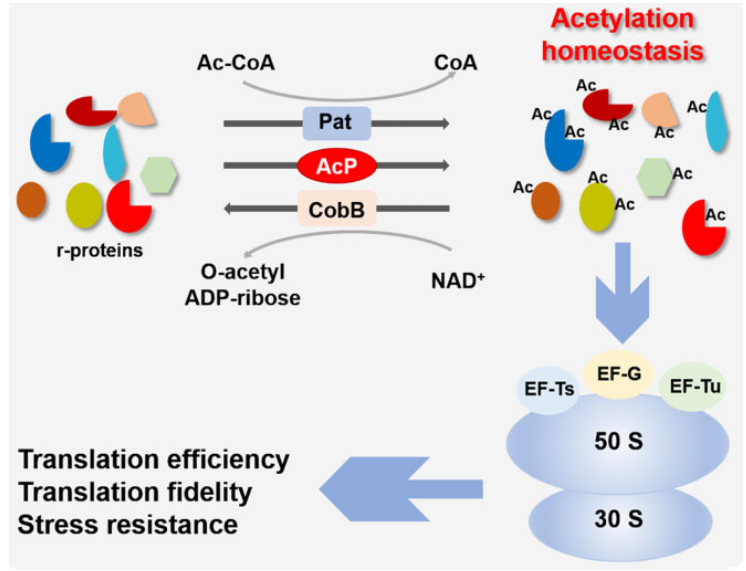 Acetylation
homeostasis
Ac-CoA
CoA
Pat
AcP
CobB
O-acetyl
ADP-ribose
NAD⁺
r-proteins
Ac
Ac
Ac
Ac
Ac
Ac
Ac
Ac
Ac
Ac
EF-Ts
EF-G
EF-Tu
50 S
30 S
Translation efficiency
Translation fidelity
Stress resistance